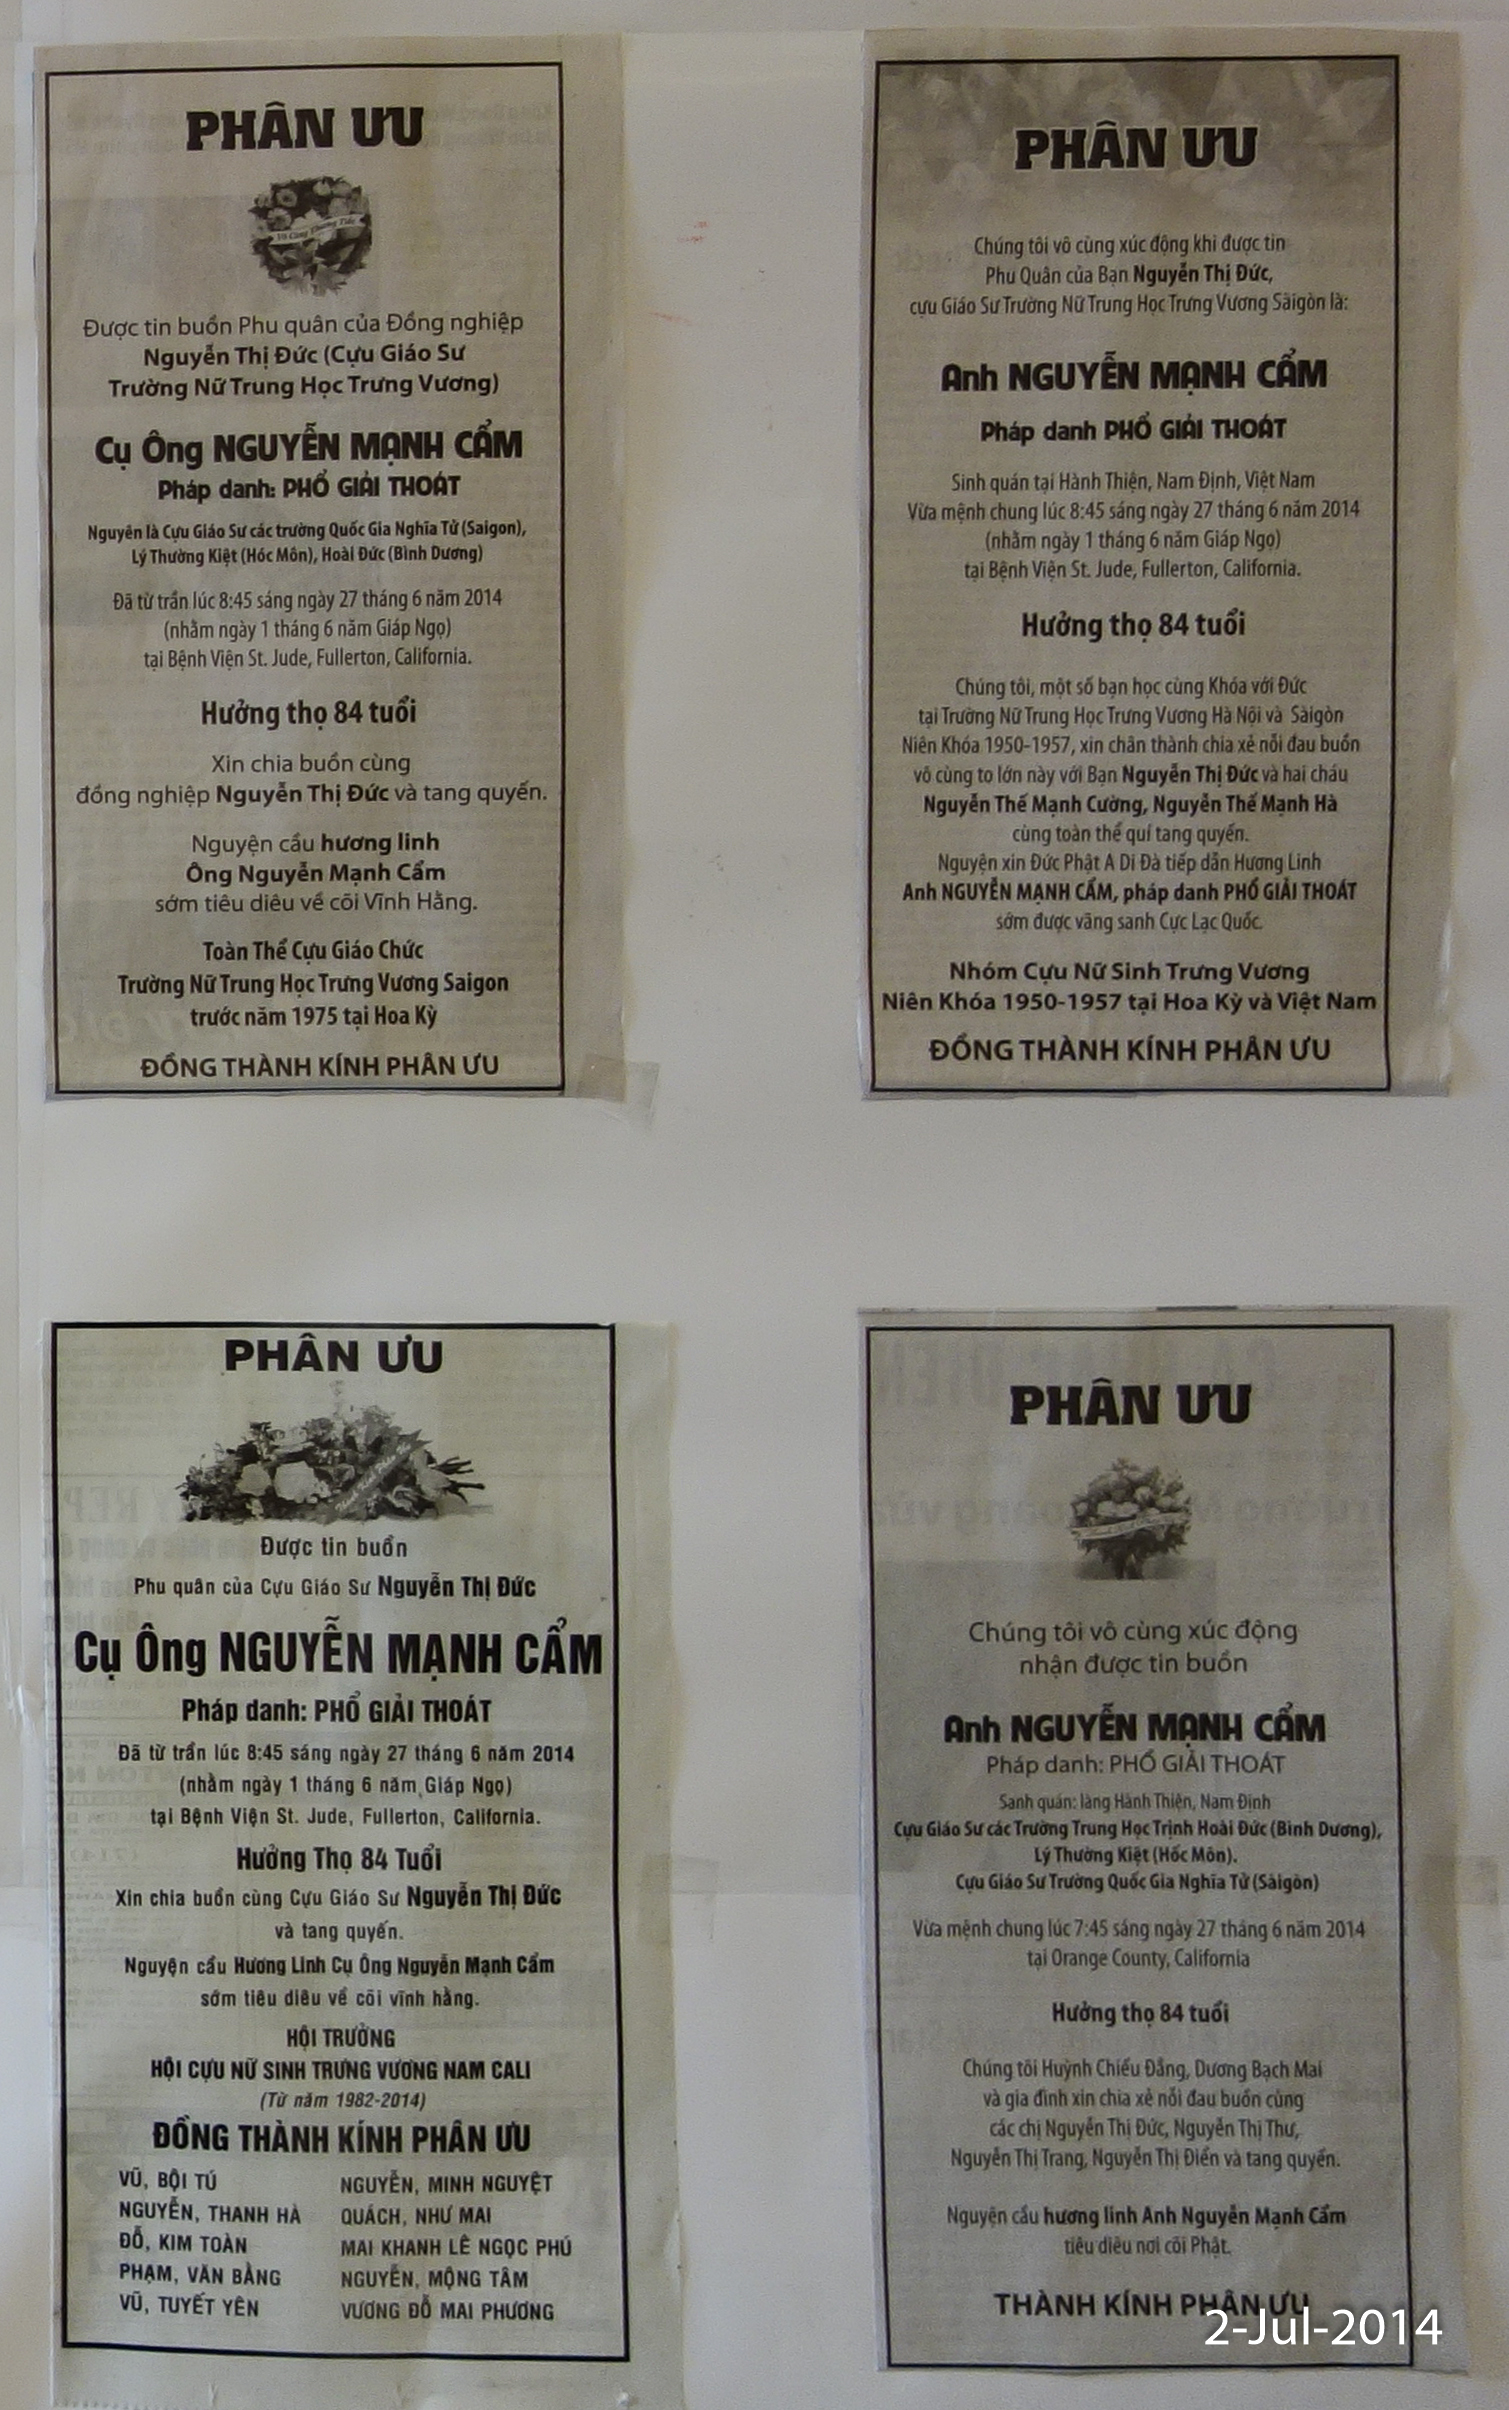 PHÂN ƯU
Vô Cùng Thương Tiếc
Được tin buồn Phu quân của Đồng nghiệp
Nguyễn Thị Đức (Cựu Giáo Sư
Trường Nữ Trung Học Trưng Vương)
Cụ Ông NGUYỄN MẠNH CẨM
Pháp danh: PHỔ GIẢI THOÁT
Nguyên là Cựu Giáo Sư các trường Quốc Gia Nghĩa Tử (Saigon),
Lý Thường Kiệt (Hóc Môn), Hoài Đức (Bình Dương)
Đã từ trần lúc 8:45 sáng ngày 27 tháng 6 năm 2014
(nhằm ngày 1 tháng 6 năm Giáp Ngọ)
tại Bệnh Viện St. Jude, Fullerton, California.
Hưởng thọ 84 tuổi
Xin chia buồn cùng
đồng nghiệp Nguyễn Thị Đức và tang quyến.
Nguyện cầu hương linh
Ông Nguyễn Mạnh Cẩm
sớm tiêu diêu về cõi Vĩnh Hằng.
Toàn Thể Cựu Giáo Chức
Trường Nữ Trung Học Trưng Vương Saigon
trước năm 1975 tại Hoa Kỳ
ĐỒNG THÀNH KÍNH PHÂN ƯU
PHÂN ƯU
Chúng tôi vô cùng xúc động khi được tin
Phu Quân của Bạn Nguyễn Thị Đức,
cựu Giáo Sư Trường Nữ Trung Học Trưng Vương Sàigòn là:
Anh NGUYỄN MẠNH CẨM
Pháp danh PHỔ GIẢI THOÁT
Sinh quán tại Hành Thiện, Nam Định, Việt Nam
Vừa mệnh chung lúc 8:45 sáng ngày 27 tháng 6 năm 2014
(nhằm ngày 1 tháng 6 năm Giáp Ngọ)
tại Bệnh Viện St. Jude, Fullerton, California.
Hưởng thọ 84 tuổi
Chúng tôi, một số bạn học cùng Khóa với Đức
tại Trường Nữ Trung Học Trưng Vương Hà Nội và Sàigòn
Niên Khóa 1950-1957, xin chân thành chia xẻ nỗi đau buồn
vô cùng to lớn này với Bạn Nguyễn Thị Đức và hai cháu
Nguyễn Thế Mạnh Cường, Nguyễn Thế Mạnh Hà
cùng toàn thể quí tang quyến.
Nguyện xin Đức Phật A Di Đà tiếp dẫn Hương Linh
Anh NGUYỄN MẠNH CẨM, pháp danh PHỔ GIẢI THOÁT
sớm được vãng sanh Cực Lạc Quốc.
Nhóm Cựu Nữ Sinh Trưng Vương
Niên Khóa 1950-1957 tại Hoa Kỳ và Việt Nam
ĐỒNG THÀNH KÍNH PHÂN ƯU
PHÂN ƯU
Được tin buồn
Phu quân của Cựu Giáo Sư Nguyễn Thị Đức
Cụ Ông NGUYỄN MẠNH CẨM
Pháp danh: PHỔ GIẢI THOÁT
Đã từ trần lúc 8:45 sáng ngày 27 tháng 6 năm 2014
(nhằm ngày 1 tháng 6 năm Giáp Ngọ)
tại Bệnh Viện St. Jude, Fullerton, California.
Hưởng Thọ 84 Tuổi
Xin chia buồn cùng Cựu Giáo Sư Nguyễn Thị Đức
và tang quyến.
Nguyện cầu Hương Linh Cụ Ông Nguyễn Mạnh Cẩm
sớm tiêu diêu về cõi vĩnh hằng.
HỘI TRƯỜNG
HỘI CỰU NỮ SINH TRƯNG VƯƠNG NAM CALI
(Từ năm 1982-2014)
ĐỒNG THÀNH KÍNH PHÂN ƯU
VŨ, BỘI TÚ NGUYỄN, MINH NGUYỆT
NGUYỄN, THANH HÀ QUÁCH, NHƯ MAI
ĐỖ, KIM TOÀN MAI KHANH LÊ NGỌC PHÚ
PHẠM, VĂN BẰNG NGUYỄN, MỘNG TÂM
VŨ, TUYẾT YÊN VƯƠNG ĐỖ MAI PHƯƠNG
PHÂN ƯU
Chúng tôi vô cùng xúc động
nhận được tin buồn
Anh NGUYỄN MẠNH CẨM
Pháp danh: PHỔ GIẢI THOÁT
Sanh quán: làng Hành Thiện, Nam Định
Cựu Giáo Sư các Trường Trung Học Trịnh Hoài Đức (Bình Dương),
Lý Thường Kiệt (Hốc Môn).
Cựu Giáo Sư Trường Quốc Gia Nghĩa Tử (Sàigòn)
Vừa mệnh chung lúc 7:45 sáng ngày 27 tháng 6 năm 2014
tại Orange County, California
Hưởng thọ 84 tuổi
Chúng tôi Huỳnh Chiếu Đẳng, Dương Bạch Mai
và gia đình xin chia xẻ nỗi đau buồn cùng
các chị Nguyễn Thị Đức, Nguyễn Thị Thư,
Nguyễn Thị Trang, Nguyễn Thị Điển và tang quyến.
Nguyện cầu hương linh Anh Nguyễn Mạnh Cẩm
tiêu diêu nơi cõi Phật.
THÀNH KÍNH PHÂN ƯU
2-Jul-2014